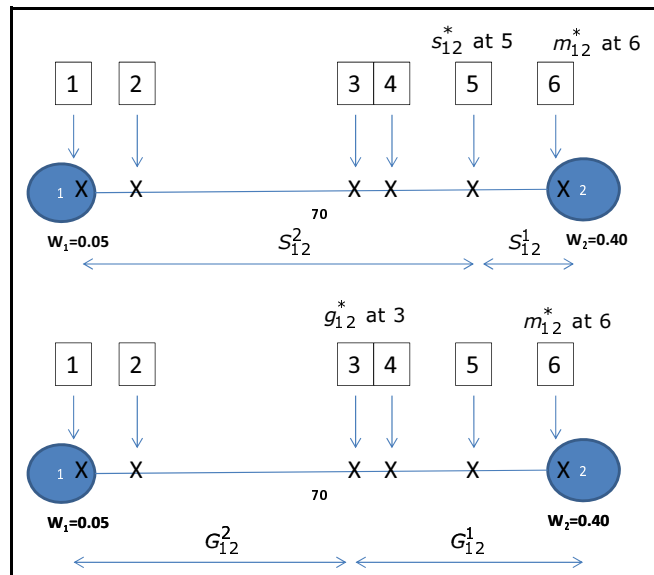 s*12 at 5 m*12 at 6
1 2 3 4 5 6
1 X X X X X X 2
70
W1=0.05 W2=0.40
S²12 S¹12
g*12 at 3 m*12 at 6
1 2 3 4 5 6
1 X X X X X X 2
70
W1=0.05 W2=0.40
G²12 G¹12